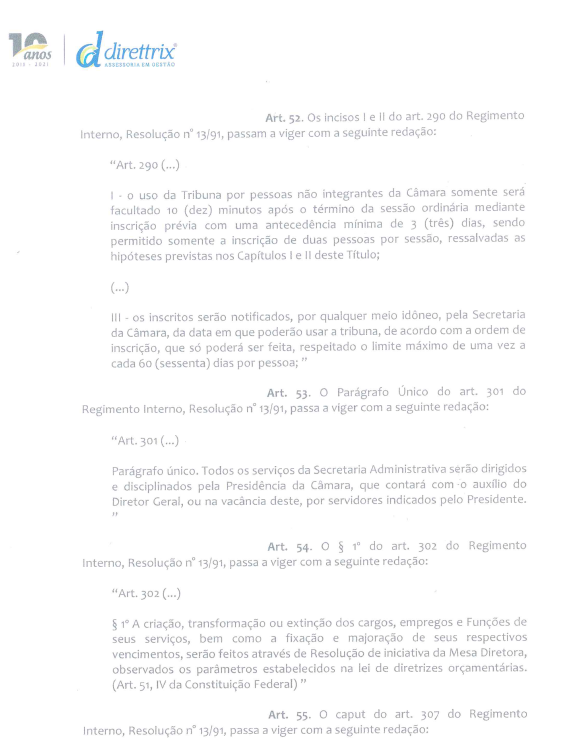 10 anos
2011 - 2021
direttrix®
ASSESSORIA EM GESTÃO
Art. 52. Os incisos I e II do art. 290 do Regimento
Interno, Resolução n° 13/91, passam a viger com a seguinte redação:
“Art. 290 (...)
I - o uso da Tribuna por pessoas não integrantes da Câmara somente será
facultado 10 (dez) minutos após o término da sessão ordinária mediante
inscrição prévia com uma antecedência mínima de 3 (três) dias, sendo
permitido somente a inscrição de duas pessoas por sessão, ressalvadas as
hipóteses previstas nos Capítulos I e II deste Título;
(...)
III - os inscritos serão notificados, por qualquer meio idôneo, pela Secretaria
da Câmara, da data em que poderão usar a tribuna, de acordo com a ordem de
inscrição, que só poderá ser feita, respeitado o limite máximo de uma vez a
cada 60 (sessenta) dias por pessoa; ”
Art. 53. O Parágrafo Único do art. 301 do
Regimento Interno, Resolução n° 13/91, passa a viger com a seguinte redação:
“Art. 301 (...)
Parágrafo único. Todos os serviços da Secretaria Administrativa serão dirigidos
e disciplinados pela Presidência da Câmara, que contará com o auxílio do
Diretor Geral, ou na vacância deste, por servidores indicados pelo Presidente.
”
Art. 54. O § 1° do art. 302 do Regimento
Interno, Resolução n° 13/91, passa a viger com a seguinte redação:
“Art. 302 (...)
§ 1° A criação, transformação ou extinção dos cargos, empregos e Funções de
seus serviços, bem como a fixação e majoração de seus respectivos
vencimentos, serão feitos através de Resolução de iniciativa da Mesa Diretora,
observados os parâmetros estabelecidos na lei de diretrizes orçamentárias.
(Art. 51, IV da Constituição Federal) ”
Art. 55. O caput do art. 307 do Regimento
Interno, Resolução n° 13/91, passa a viger com a seguinte redação: